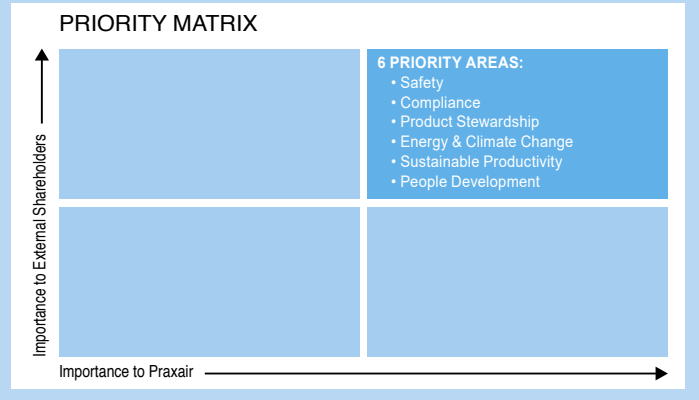 PRIORITY MATRIX
6 PRIORITY AREAS:
• Safety
• Compliance
• Product Stewardship
• Energy & Climate Change
• Sustainable Productivity
• People Development
Importance to External Shareholders
Importance to Praxair